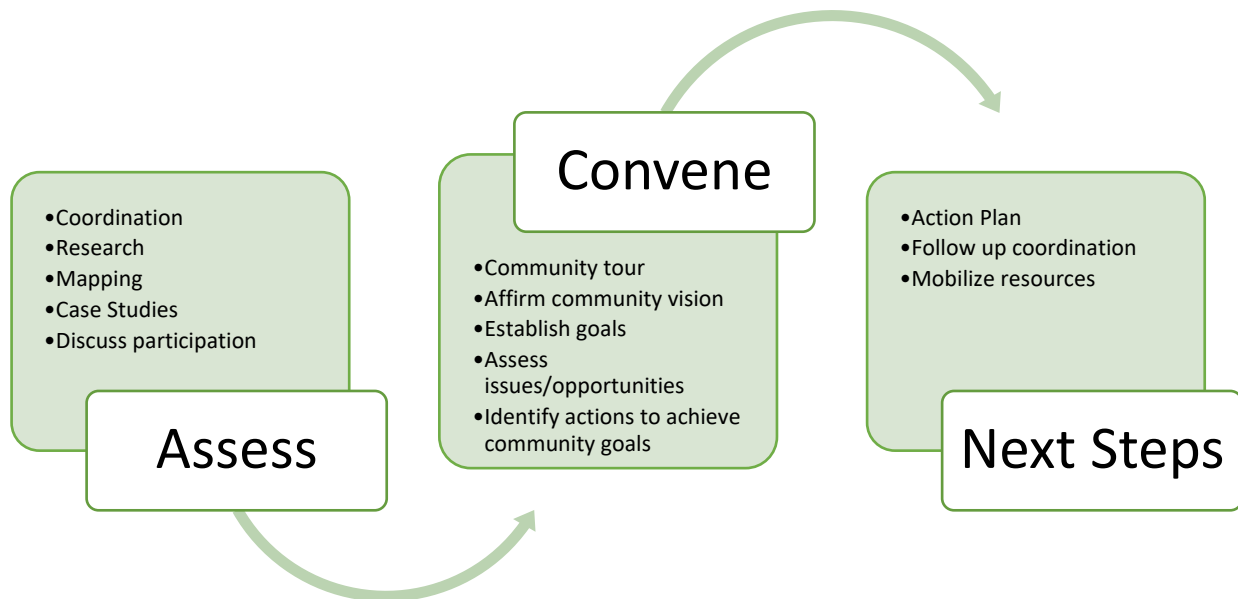 •Coordination
•Research
•Mapping
•Case Studies
•Discuss participation
Assess
Convene
•Community tour
•Affirm community vision
•Establish goals
•Assess
issues/opportunities
•Identify actions to achieve
community goals
•Action Plan
•Follow up coordination
•Mobilize resources
Next Steps